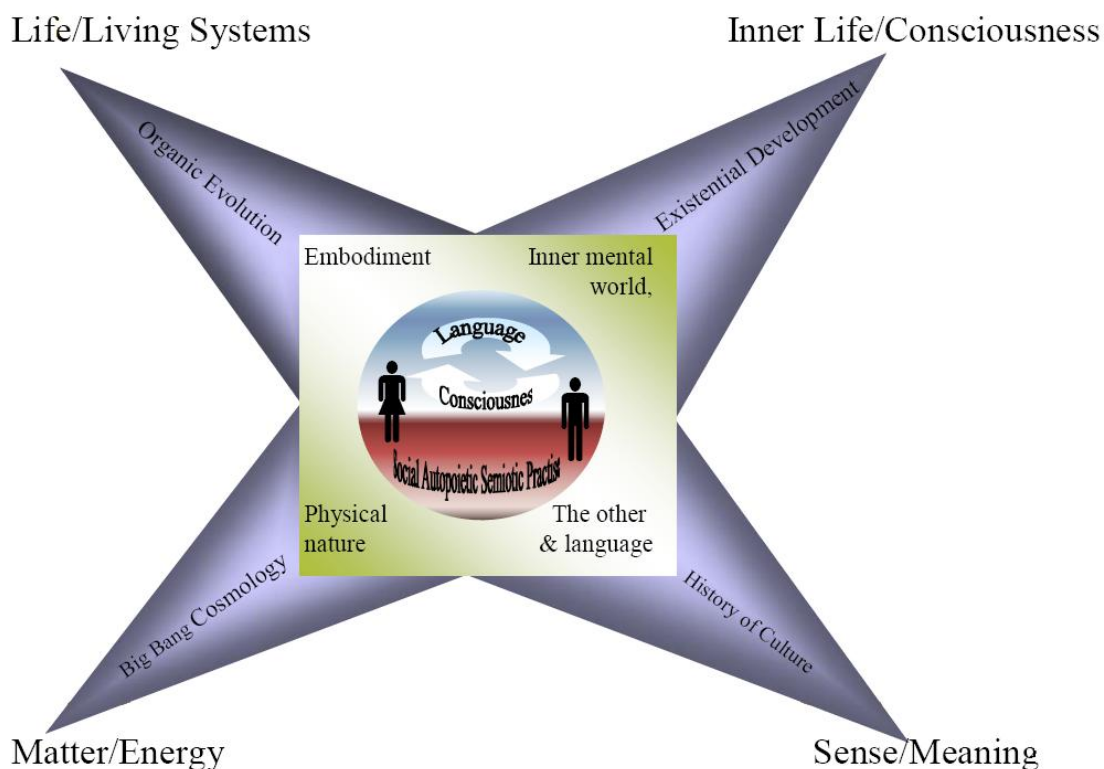 Life/Living Systems
Inner Life/Consciousness
Organic Evolution
Existential Development
Embodiment
Inner mental
world,
Language
Consciousnes
Social Autopoietic Semiotic Practise
Physical
nature
The other
& language
Big Bang Cosmology
History of Culture
Matter/Energy
Sense/Meaning